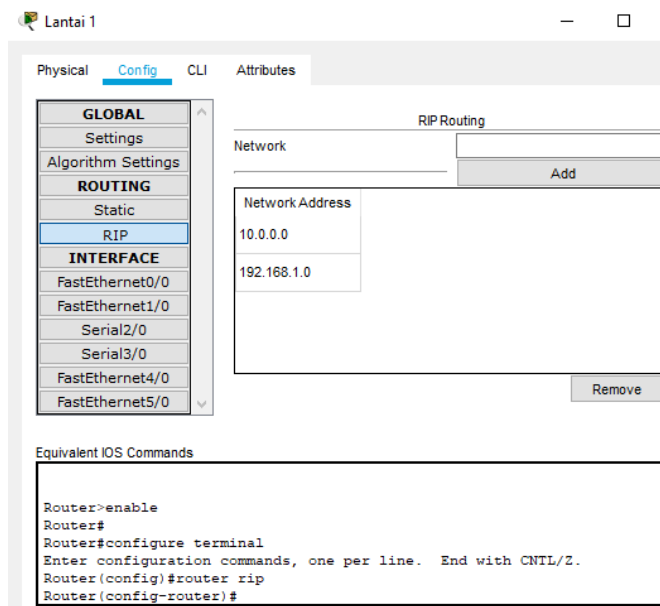 Lantai 1
Physical Config CLI Attributes
GLOBAL
Settings
Algorithm Settings
ROUTING
Static
RIP
INTERFACE
FastEthernet0/0
FastEthernet1/0
Serial2/0
Serial3/0
FastEthernet4/0
FastEthernet5/0
RIP Routing
Network
Add
Network Address
10.0.0.0
192.168.1.0
Remove
Equivalent IOS Commands
Router>enable
Router#
Router#configure terminal
Enter configuration commands, one per line. End with CNTL/Z.
Router(config)#router rip
Router(config-router)#